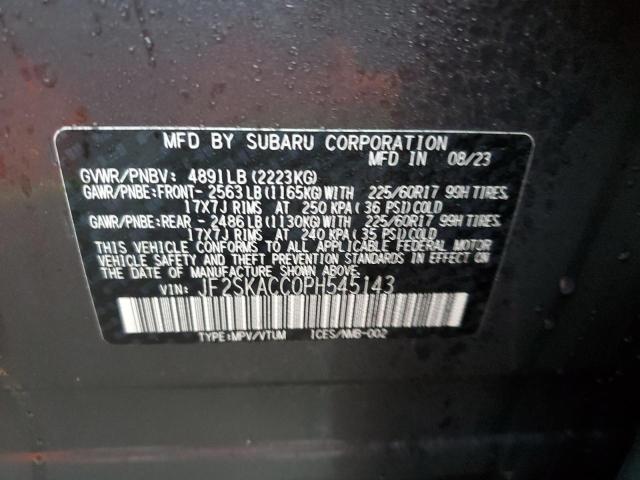 MFD BY SUBARU CORPORATION
MFD IN 08/23
GVWR/PNBV: 4891LB (2223KG)
GAWR/PNBE:FRONT- 2563LB (1165KG)WITH 225/60R17 99H TIRES,
17X7J RIMS AT 250 KPA (36 PSI)COLD
GAWR/PNBE:REAR - 2486LB (1130KG)WITH 225/60R17 99H TIRES,
17X7J RIMS AT 240 KPA (35 PSI)COLD
THIS VEHICLE CONFORMS TO ALL APPLICABLE FEDERAL MOTOR
VEHICLE SAFETY AND THEFT PREVENTION STANDARDS IN EFFECT
ON THE DATE OF MANUFACTURE SHOWN ABOVE.
VIN: JF2SKACC0PH545143
TYPE:MPV/VTUM ICES/NMB-002